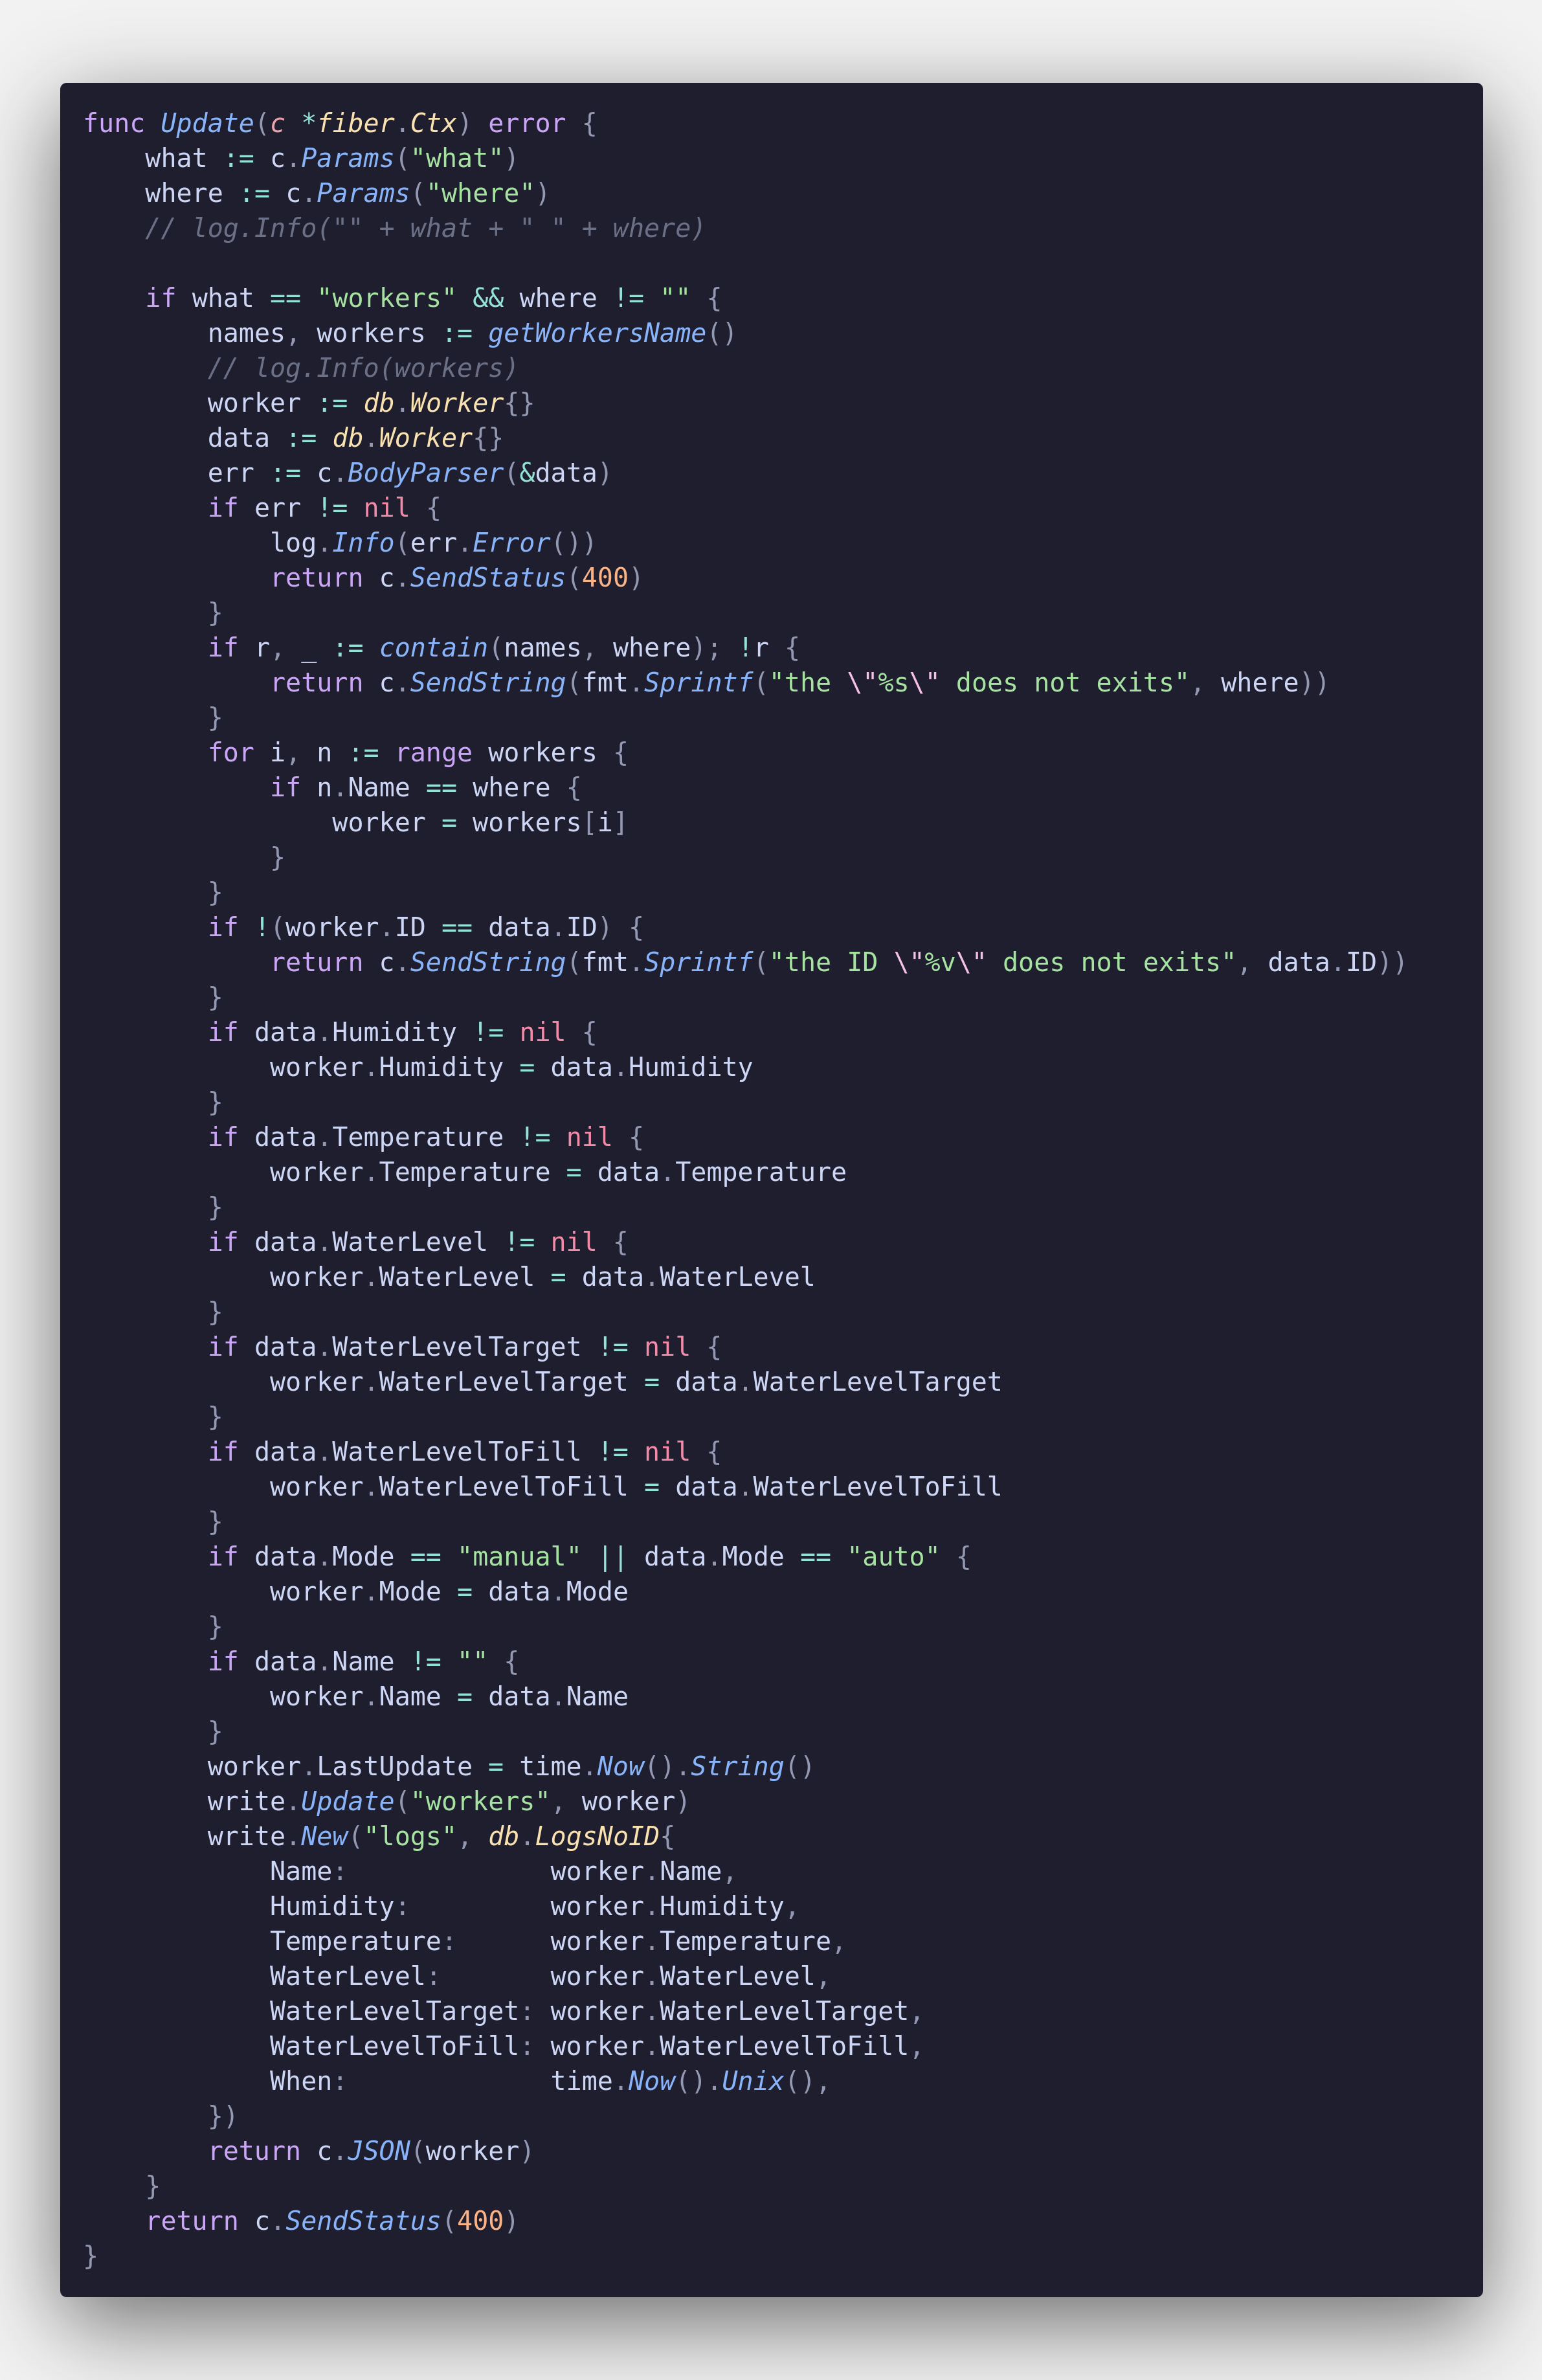 func Update(c *fiber.Ctx) error {
    what := c.Params("what")
    where := c.Params("where")
    // log.Info("" + what + " " + where)

    if what == "workers" && where != "" {
        names, workers := getWorkersName()
        // log.Info(workers)
        worker := db.Worker{}
        data := db.Worker{}
        err := c.BodyParser(&data)
        if err != nil {
            log.Info(err.Error())
            return c.SendStatus(400)
        }
        if r, _ := contain(names, where); !r {
            return c.SendString(fmt.Sprintf("the \"%s\" does not exits", where))
        }
        for i, n := range workers {
            if n.Name == where {
                worker = workers[i]
            }
        }
        if !(worker.ID == data.ID) {
            return c.SendString(fmt.Sprintf("the ID \"%v\" does not exits", data.ID))
        }
        if data.Humidity != nil {
            worker.Humidity = data.Humidity
        }
        if data.Temperature != nil {
            worker.Temperature = data.Temperature
        }
        if data.WaterLevel != nil {
            worker.WaterLevel = data.WaterLevel
        }
        if data.WaterLevelTarget != nil {
            worker.WaterLevelTarget = data.WaterLevelTarget
        }
        if data.WaterLevelToFill != nil {
            worker.WaterLevelToFill = data.WaterLevelToFill
        }
        if data.Mode == "manual" || data.Mode == "auto" {
            worker.Mode = data.Mode
        }
        if data.Name != "" {
            worker.Name = data.Name
        }
        worker.LastUpdate = time.Now().String()
        write.Update("workers", worker)
        write.New("logs", db.LogsNoID{
            Name:             worker.Name,
            Humidity:         worker.Humidity,
            Temperature:      worker.Temperature,
            WaterLevel:       worker.WaterLevel,
            WaterLevelTarget: worker.WaterLevelTarget,
            WaterLevelToFill: worker.WaterLevelToFill,
            When:             time.Now().Unix(),
        })
        return c.JSON(worker)
    }
    return c.SendStatus(400)
}